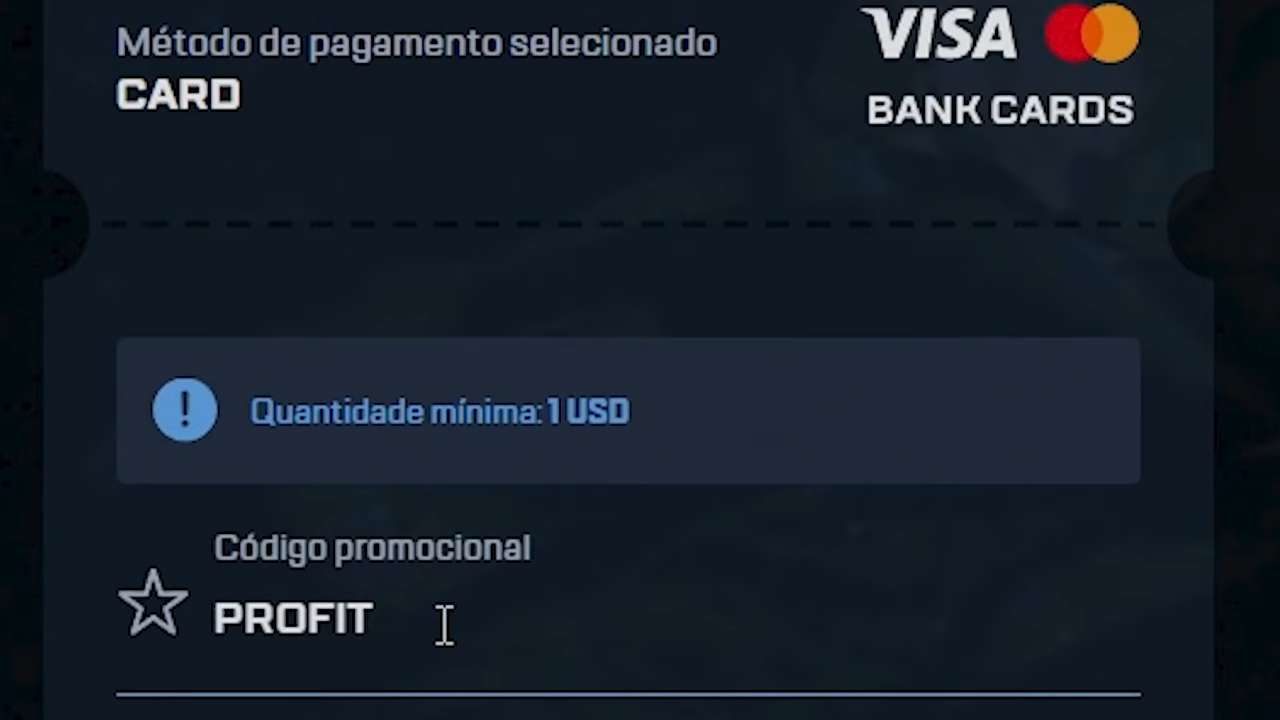 Método de pagamento selecionado
CARD
VISA
BANK CARDS
Quantidade mínima: 1 USD
Código promocional
PROFIT